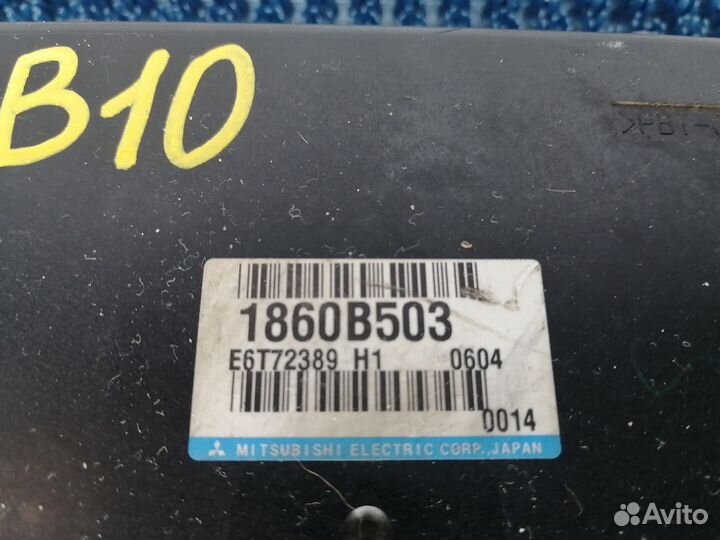 B10
1860B503
E6T72389 H1 0604
0014
MITSUBISHI ELECTRIC CORP.,JAPAN
Avito